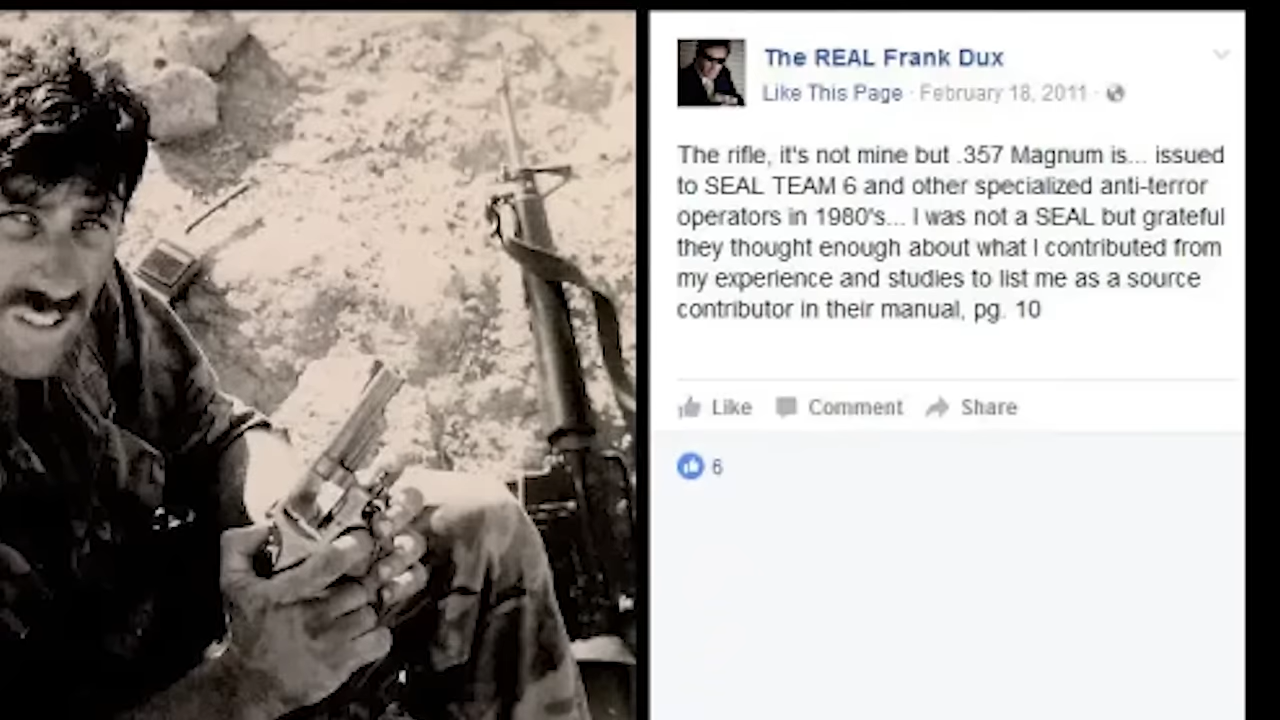 The REAL Frank Dux
Like This Page · February 18, 2011 ·
The rifle, it's not mine but .357 Magnum is... issued
to SEAL TEAM 6 and other specialized anti-terror
operators in 1980's... I was not a SEAL but grateful
they thought enough about what I contributed from
my experience and studies to list me as a source
contributor in their manual, pg. 10
Like Comment Share
6